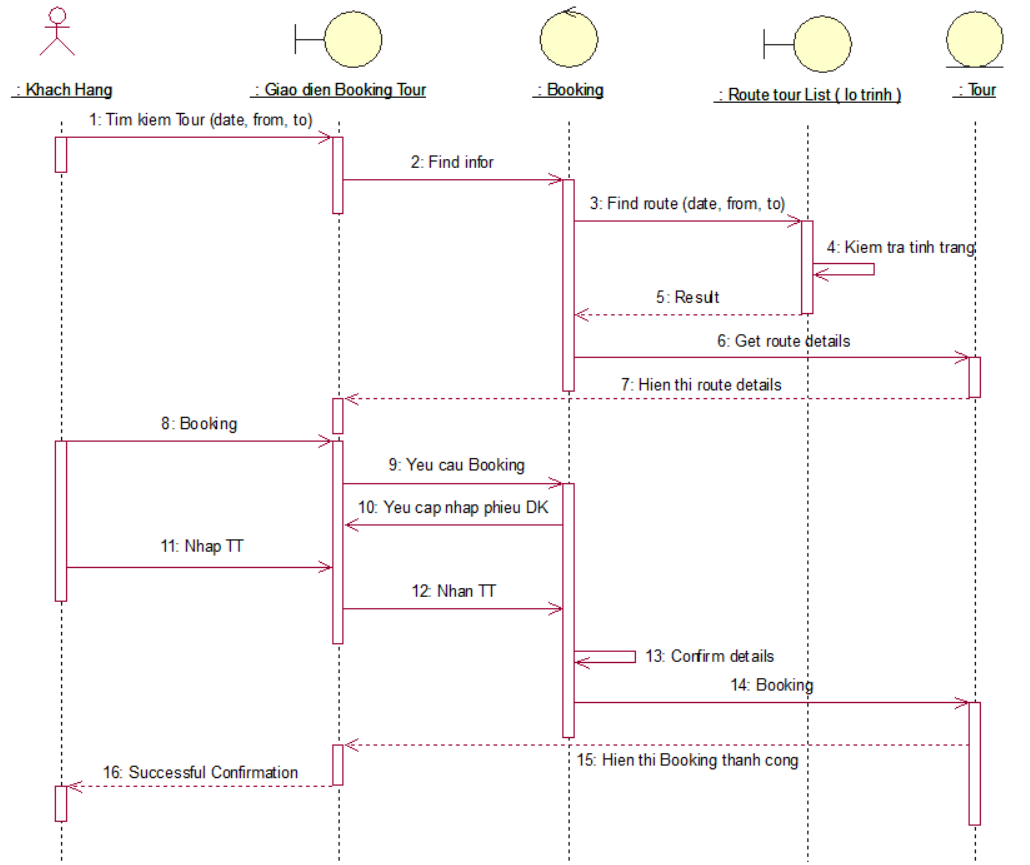 : Khach Hang
: Giao dien Booking Tour
: Booking
: Route tour List ( lo trinh )
: Tour
1: Tim kiem Tour (date, from, to)
2: Find infor
3: Find route (date, from, to)
4: Kiem tra tinh trang
5: Result
6: Get route details
7: Hien thi route details
8: Booking
9: Yeu cau Booking
10: Yeu cap nhap phieu DK
11: Nhap TT
12: Nhan TT
13: Confirm details
14: Booking
15: Hien thi Booking thanh cong
16: Successful Confirmation